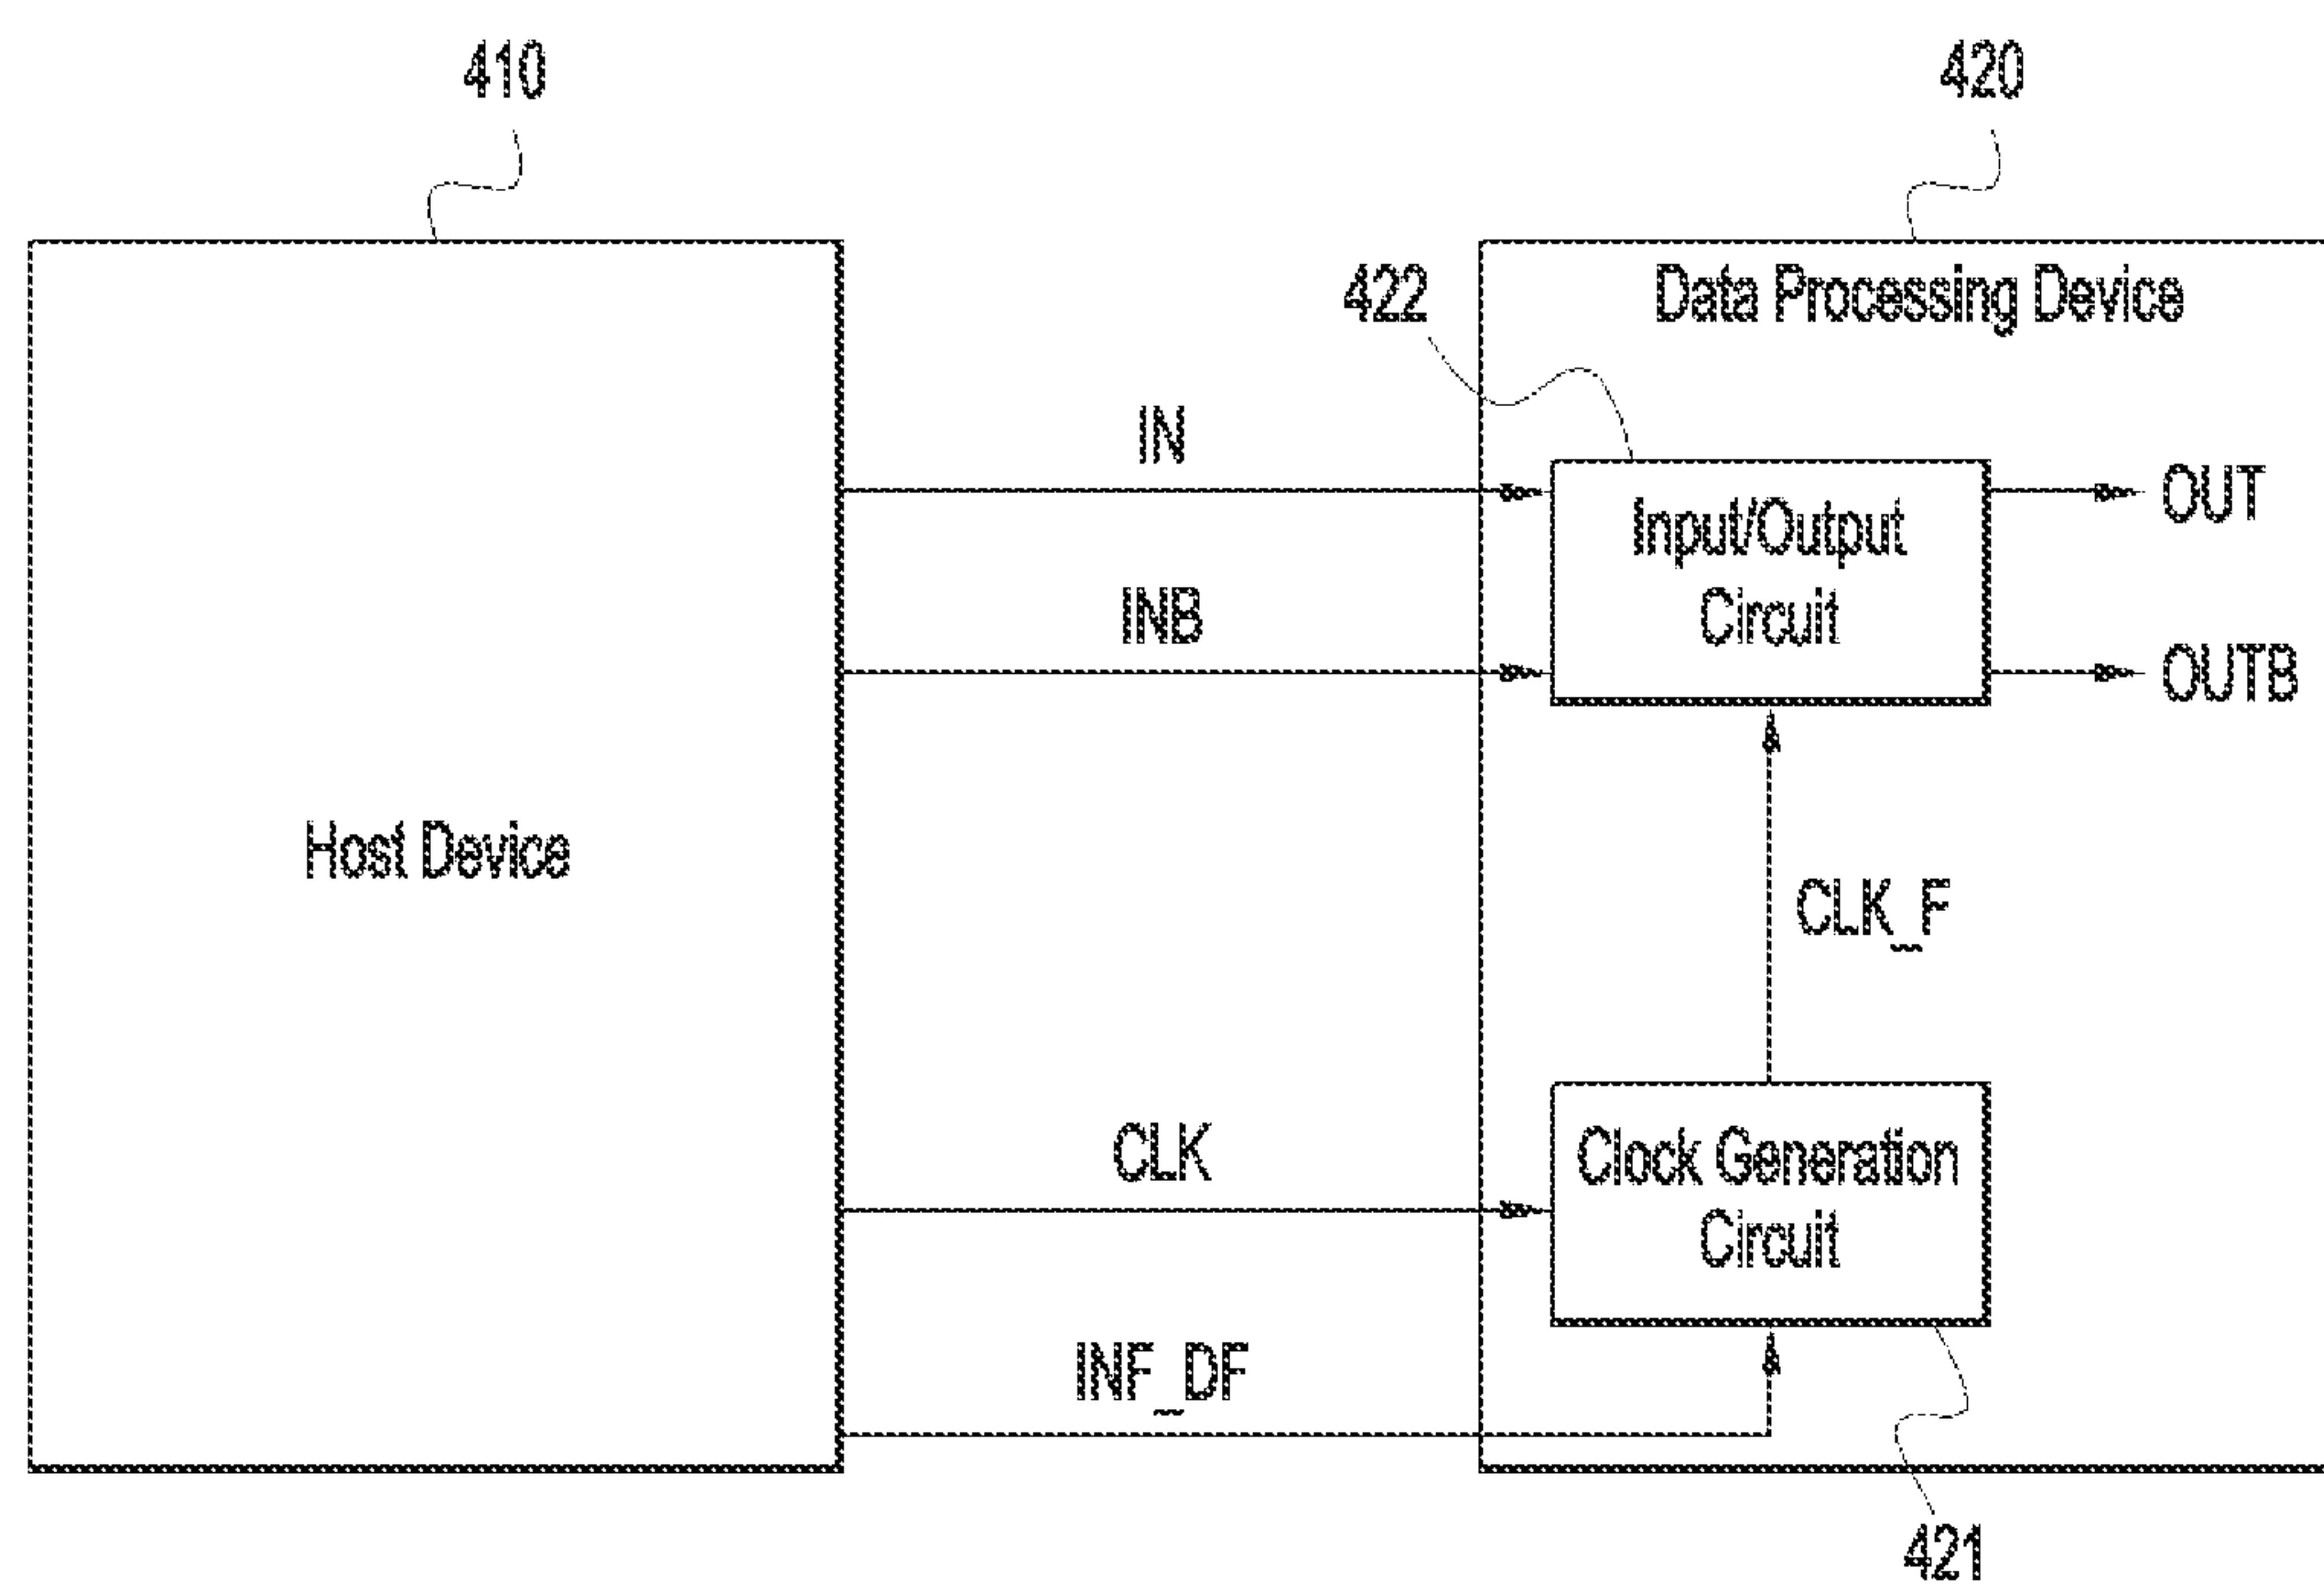 410
420
422
Data Processing Device
IN
INB
Input/Output
Circuit
OUT
OUTB
Host Device
CLK_F
CLK
Clock Generation
Circuit
INF_DF
421